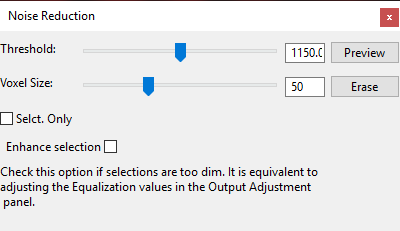 Noise Reduction
x
Threshold: 1150.0 Preview
Voxel Size: 50 Erase
Selct. Only
Enhance selection
Check this option if selections are too dim. It is equivalent to
adjusting the Equalization values in the Output Adjustment
panel.